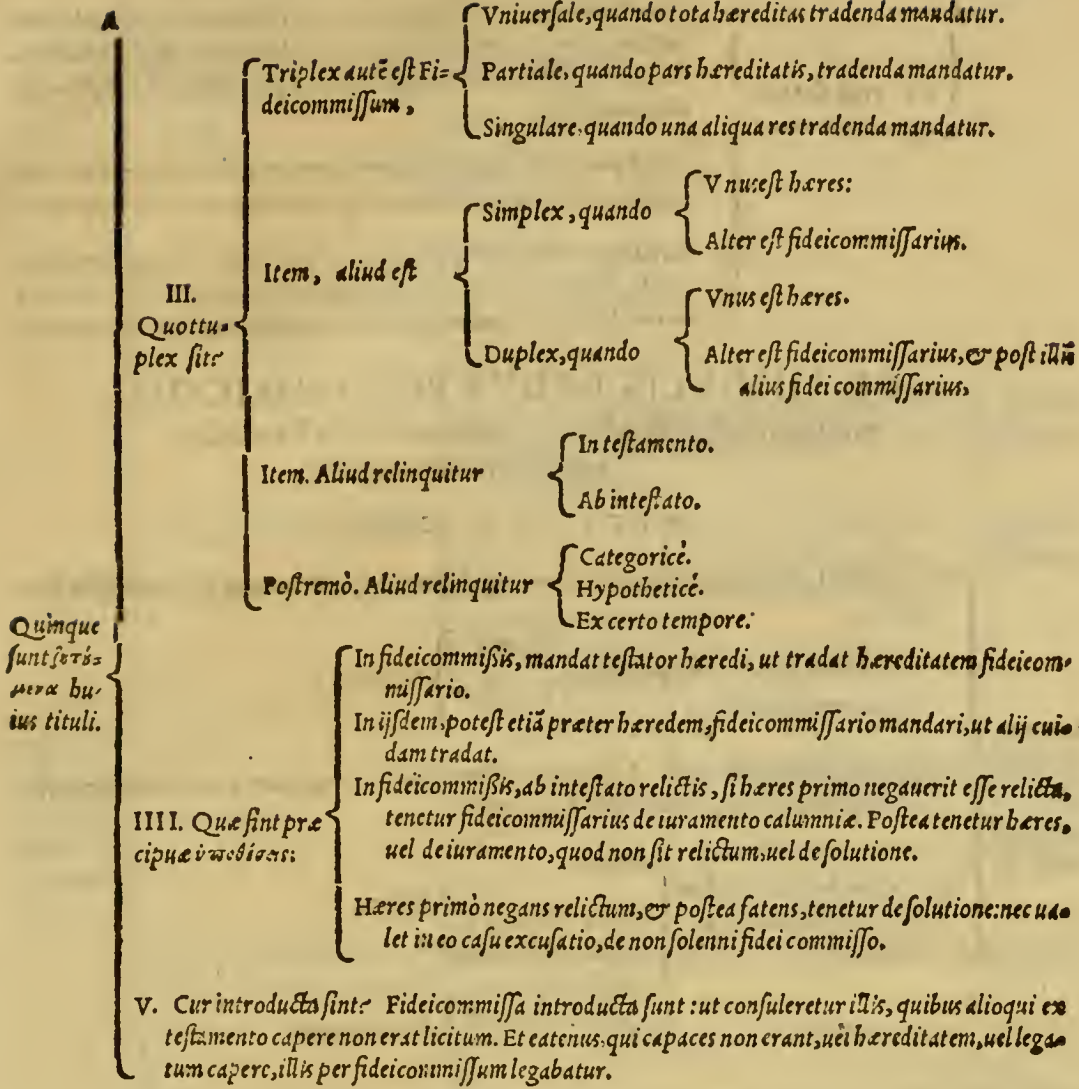 A
Vniuersale, quando tota hæreditas tradenda mandatur.
Triplex autē est Fi=
deicommissum,
Partiale, quando pars hæreditatis, tradenda mandatur.
Singulare, quando una aliqua res tradenda mandatur.
III.
Quottu-
plex sit?
Item, aliud est
Simplex, quando
Vnus est hæres:
Alter est fideicommissarius.
Duplex, quando
Vnus est hæres.
Alter est fideicommissarius, & post illū
alius fidei commissarius,
Item. Aliud relinquitur
In testamento.
Ab intestato.
Postremò. Aliud relinquitur
Categoricè.
Hypotheticè.
Ex certo tempore.
Quinque
sunt
hu-
ius tituli.
IIII. Quæ sint præ
cipuæ
In fideicommißis, mandat testator hæredi, ut tradat hæreditatem fideicom-
missario.
In ijsdem, potest etiā præter hæredem, fideicommissario mandari, ut alij cui-
dam tradat.
In fideicommißis, ab intestato relictis, si hæres primo negauerit esse relicta,
tenetur fideicommissarius de iuramento calumniæ. Postea tenetur hæres,
uel de iuramento, quod non sit relictum, uel de solutione.
Hæres primò negans relictum, & postea fatens, tenetur de solutione: nec ua-
let in eo casu excusatio, de non solenni fidei commisso.
V. Cur introducta sint? Fideicommissa introducta sunt: ut consuleretur illis, quibus alioqui ex
testamento capere non erat licitum. Et eatenus, qui capaces non erant, uel hæreditatem, uel lega-
tum capere, illis per fideicommissum legabatur.